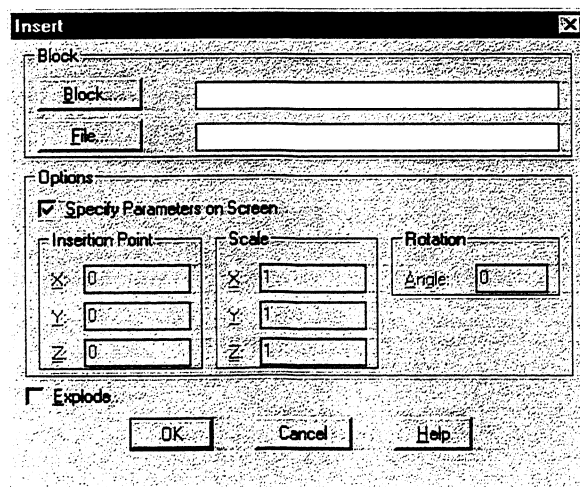 Insert
Block
Block...
File...
Options
Specify Parameters on Screen
Insertion Point
Scale
Rotation
X: 0
X: 1
Angle: 0
Y: 0
Y: 1
Z: 0
Z: 1
Explode
OK
Cancel
Help